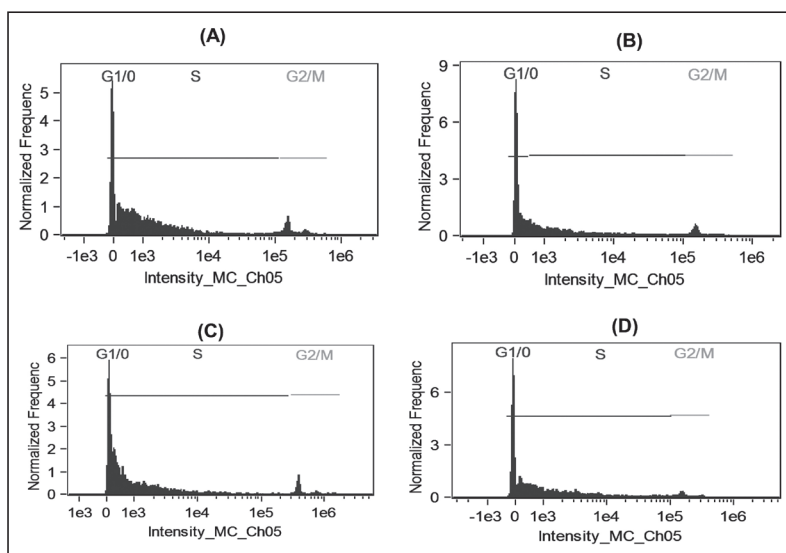 (A)
G1/0 S G2/M
5
4
3
2
1
0
Normalized Frequenc
-1e3 0 1e3 1e4 1e5 1e6
Intensity_MC_Ch05
(B)
9
G1/0 S G2/M
6
3
0
Normalized Frequenc
-1e3 0 1e3 1e4 1e5 1e6
Intensity_MC_Ch05
(C)
G1/0 S G2/M
6
5
4
3
2
1
0
Normalized Frequenc
1e3 0 1e3 1e4 1e5 1e6
Intensity_MC_Ch05
(D)
G1/0 S G2/M
6
3
0
Normalized Frequenc
-1e3 0 1e3 1e4 1e5 1e6
Intensity_MC_Ch05